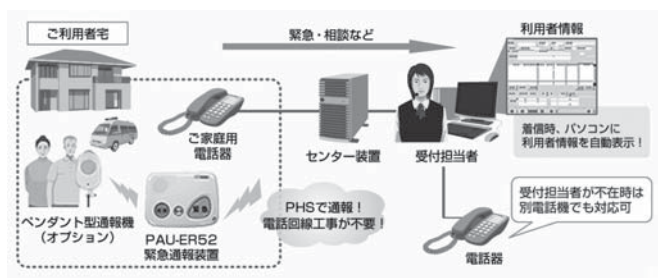 ご利用者宅
緊急・相談など
利用者情報
ご家庭用
電話器
センター装置
受付担当者
着信時、パソコンに
利用者情報を自動表示！
ペンダント型通報機
（オプション）
PAU-ER52
緊急通報装置
PHSで通報！
電話回線工事が不要！
受付担当者が不在時は
別電話機でも対応可
電話器